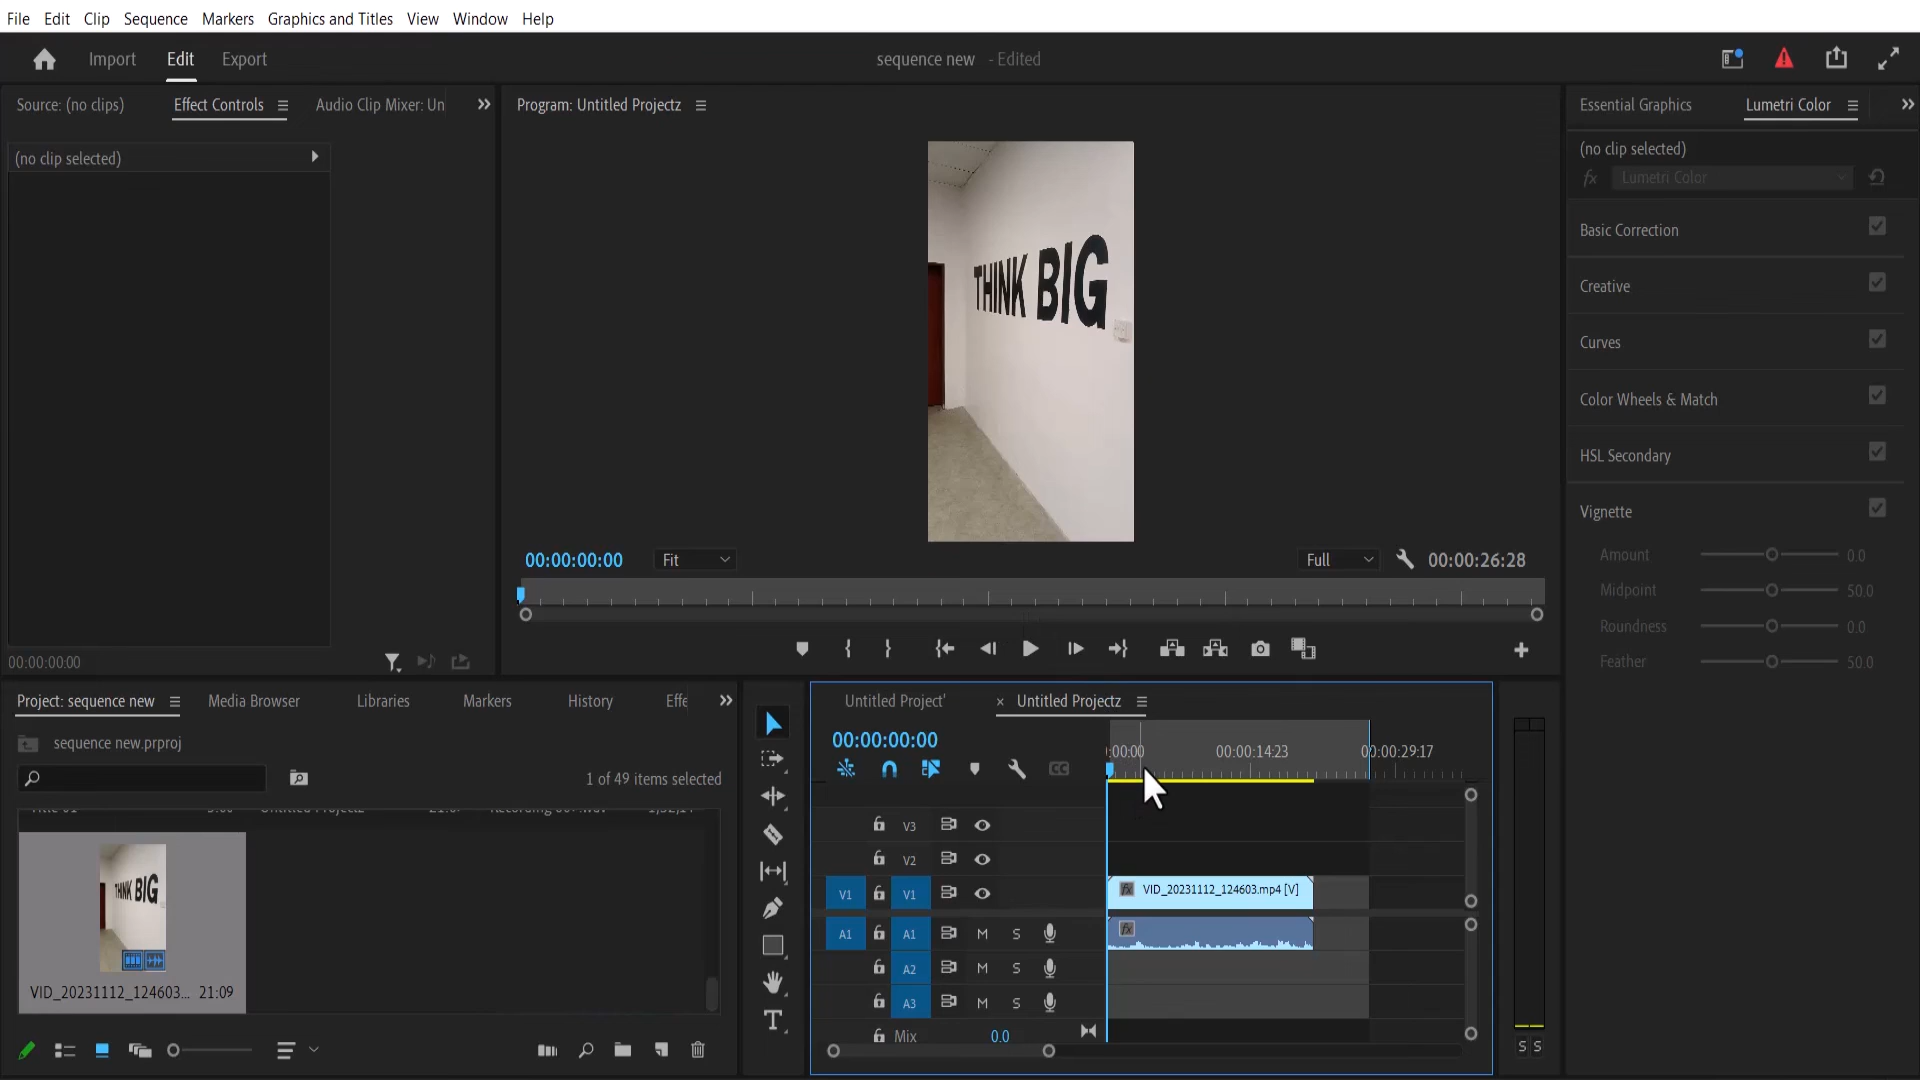 File Edit Clip Sequence Markers Graphics and Titles View Window Help
Import Edit Export
sequence new - Edited
Source: (no clips) Effect Controls Audio Clip Mixer: Un
Program: Untitled Projectz
Essential Graphics Lumetri Color
(no clip selected)
(no clip selected)
fx Lumetri Color
Basic Correction
Creative
Curves
Color Wheels & Match
HSL Secondary
Vignette
Amount 0.0
Midpoint 50.0
Roundness 0.0
Feather 50.0
THINK BIG
00:00:00:00 Fit Full 00:00:26:28
00:00:00:00
Project: sequence new Media Browser Libraries Markers History Effe
sequence new.prproj
1 of 49 items selected
THINK BIG
VID_20231112_124603... 21:09
Untitled Project' × Untitled Projectz
00:00:00:00
:00:00 00:00:14:23 00:00:29:17
V3
V2
V1 V1 fx VID_20231112_124603.mp4 [V]
A1 A1 M S fx
A2 M S
A3 M S
Mix 0.0
S S